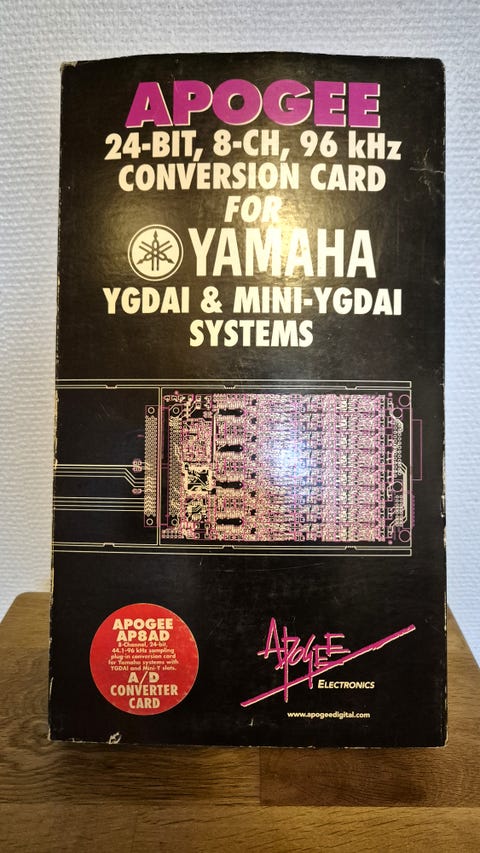 APOGEE
24-BIT, 8-CH, 96 kHz
CONVERSION CARD
FOR
YAMAHA
YGDAI & MINI-YGDAI
SYSTEMS
APOGEE
AP8AD
8-Channel, 24-bit,
44.1-96 kHz sampling
plug-in conversion card
for Yamaha systems with
YGDAI and Mini-Y slots.
A/D
CONVERTER
CARD
APOGEE
ELECTRONICS
www.apogeedigital.com